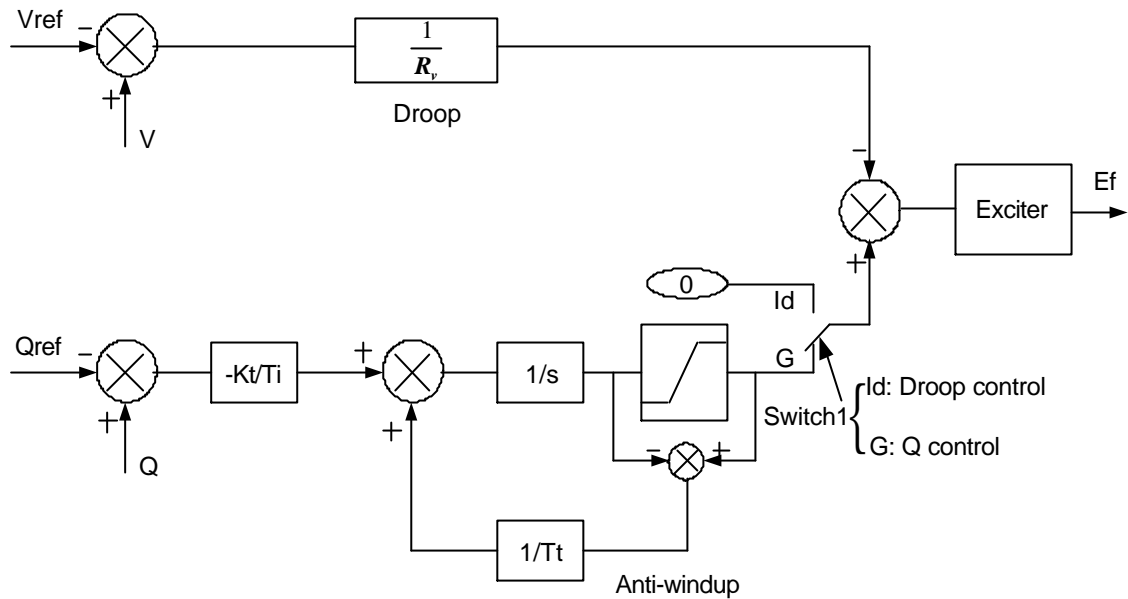 Vref
−
+
V
1
R_v
Droop
−
Exciter
Ef
+
0
Id
Qref
−
+
Q
-Kt/Ti
+
+
1/s
G
Switch1
{
Id: Droop control
G: Q control
−
+
1/Tt
Anti-windup